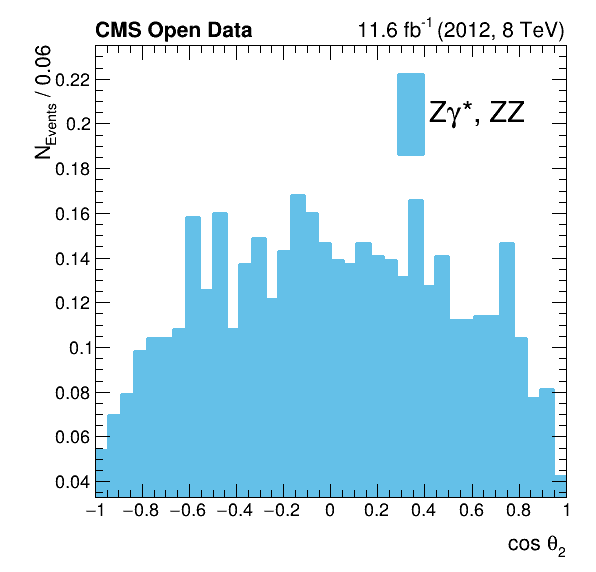 CMS Open Data 11.6 fb⁻¹ (2012, 8 TeV)
N_Events / 0.06
0.22
0.2
0.18
0.16
0.14
0.12
0.1
0.08
0.06
0.04
Zγ*, ZZ
−1 −0.8 −0.6 −0.4 −0.2 0 0.2 0.4 0.6 0.8 1
cos θ₂